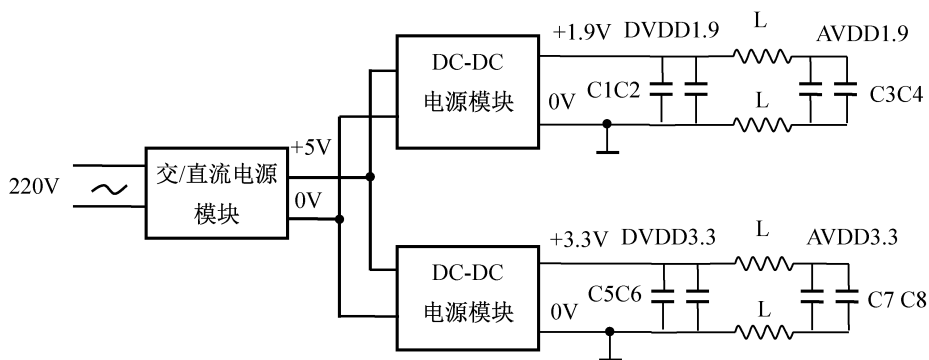 220V
交/直流电源
模块
+5V
0V
DC-DC
电源模块
+1.9V
DVDD1.9
L
AVDD1.9
C1C2
0V
L
C3C4
DC-DC
电源模块
+3.3V
DVDD3.3
L
AVDD3.3
C5C6
0V
L
C7 C8